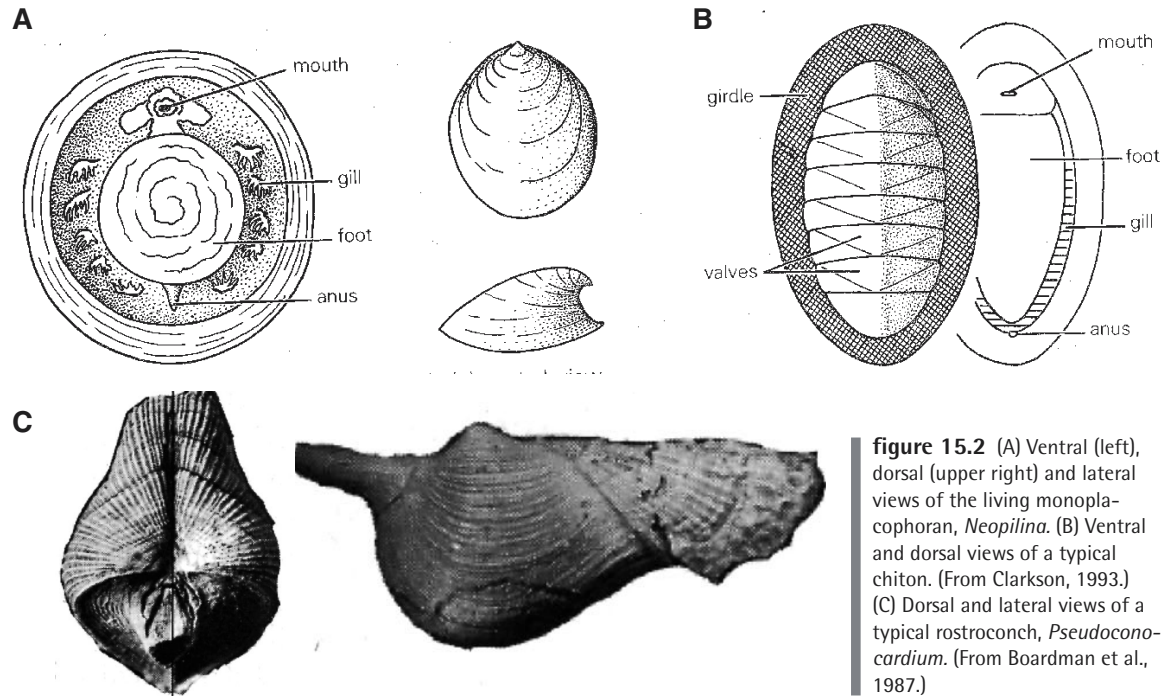 A
mouth
gill
foot
anus
B
girdle
valves
mouth
foot
gill
anus
C
figure 15.2 (A) Ventral (left),
dorsal (upper right) and lateral
views of the living monopla-
cophoran, Neopilina. (B) Ventral
and dorsal views of a typical
chiton. (From Clarkson, 1993.)
(C) Dorsal and lateral views of a
typical rostroconch, Pseudocono-
cardium. (From Boardman et al.,
1987.)